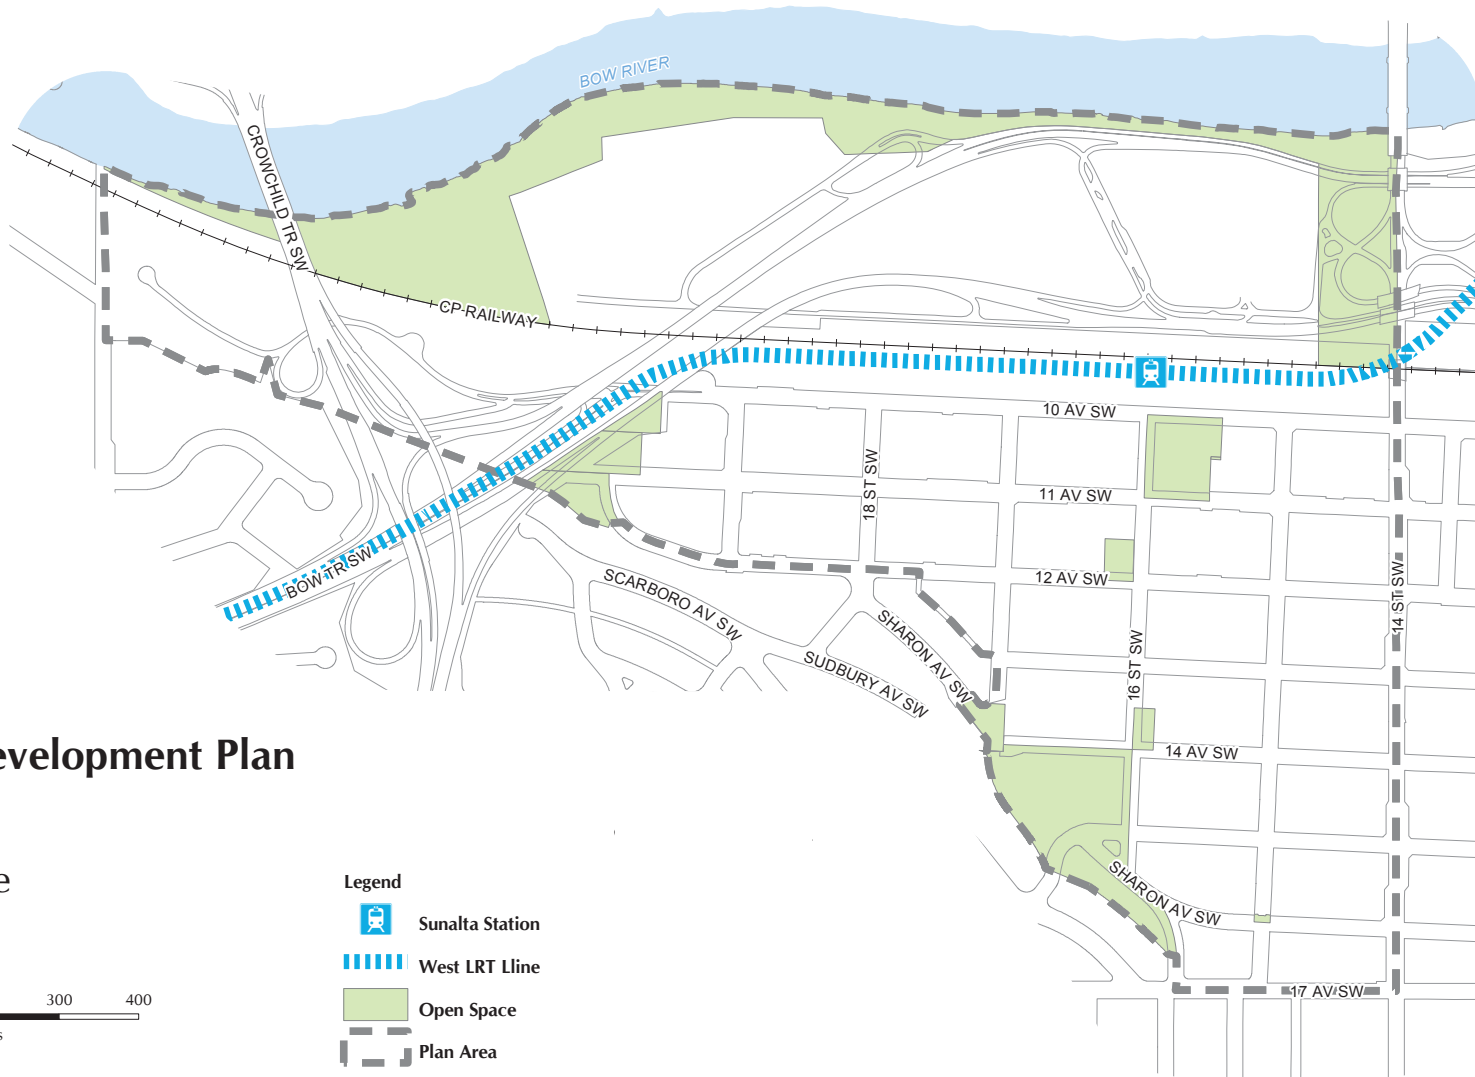 BOW RIVER
CROWCHILD TR SW
CP RAILWAY
10 AV SW
18 ST SW
11 AV SW
BOW TR SW
12 AV SW
14 ST SW
SCARBORO AV SW
SHARON AV SW
16 ST SW
SUDBURY AV SW
14 AV SW
evelopment Plan
SHARON AV SW
17 AV SW
e
Legend
Sunalta Station
West LRT Lline
Open Space
Plan Area
300 400
s